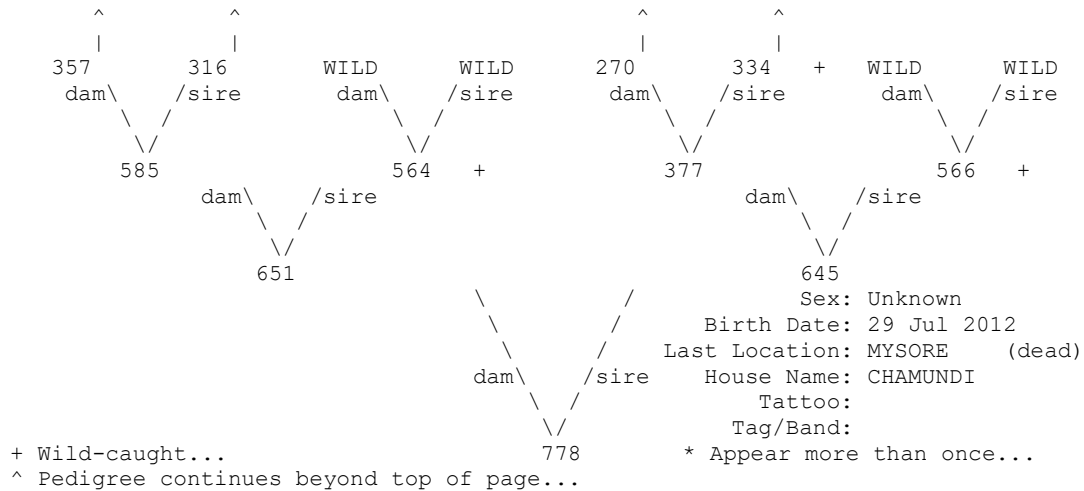 ^ ^ ^ ^
| | | |
357 316 WILD WILD 270 334 + WILD WILD
dam\ /sire dam\ /sire dam\ /sire dam\ /sire
\ / \ / \ / \ /
\/ \/ \/ \/
585 564 + 377 566 +
dam\ /sire dam\ /sire
\ / \ /
\/ \/
651 645
\ / Sex: Unknown
\ / Birth Date: 29 Jul 2012
\ / Last Location: MYSORE (dead)
dam\ /sire House Name: CHAMUNDI
\ / Tattoo:
\/ Tag/Band:
+ Wild-caught... 778 * Appear more than once...
^ Pedigree continues beyond top of page...